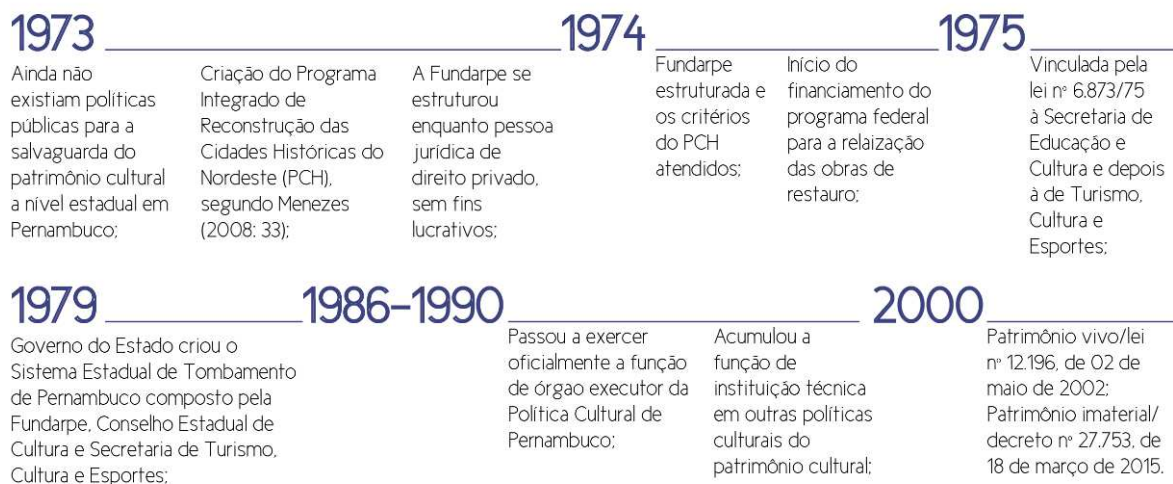 1973
Ainda não
existiam políticas
públicas para a
salvaguarda do
patrimônio cultural
a nível estadual em
Pernambuco;
Criação do Programa
Integrado de
Reconstrução das
Cidades Históricas do
Nordeste (PCH),
segundo Menezes
(2008: 33);
A Fundarpe se
estruturou
enquanto pessoa
jurídica de
direito privado,
sem fins
lucrativos;
1974
Fundarpe
estruturada e
os critérios
do PCH
atendidos;
Início do
financiamento do
programa federal
para a relaização
das obras de
restauro;
1975
Vinculada pela
lei nº 6.873/75
à Secretaria de
Educação e
Cultura e depois
à de Turismo,
Cultura e
Esportes;
1979
Governo do Estado criou o
Sistema Estadual de Tombamento
de Pernambuco composto pela
Fundarpe, Conselho Estadual de
Cultura e Secretaria de Turismo,
Cultura e Esportes;
1986-1990
Passou a exercer
oficialmente a função
de órgao executor da
Política Cultural de
Pernambuco;
Acumulou a
função de
instituição técnica
em outras políticas
culturais do
patrimônio cultural;
2000
Patrimônio vivo/lei
nº 12.196, de 02 de
maio de 2002;
Patrimônio imaterial/
decreto nº 27.753, de
18 de março de 2015.